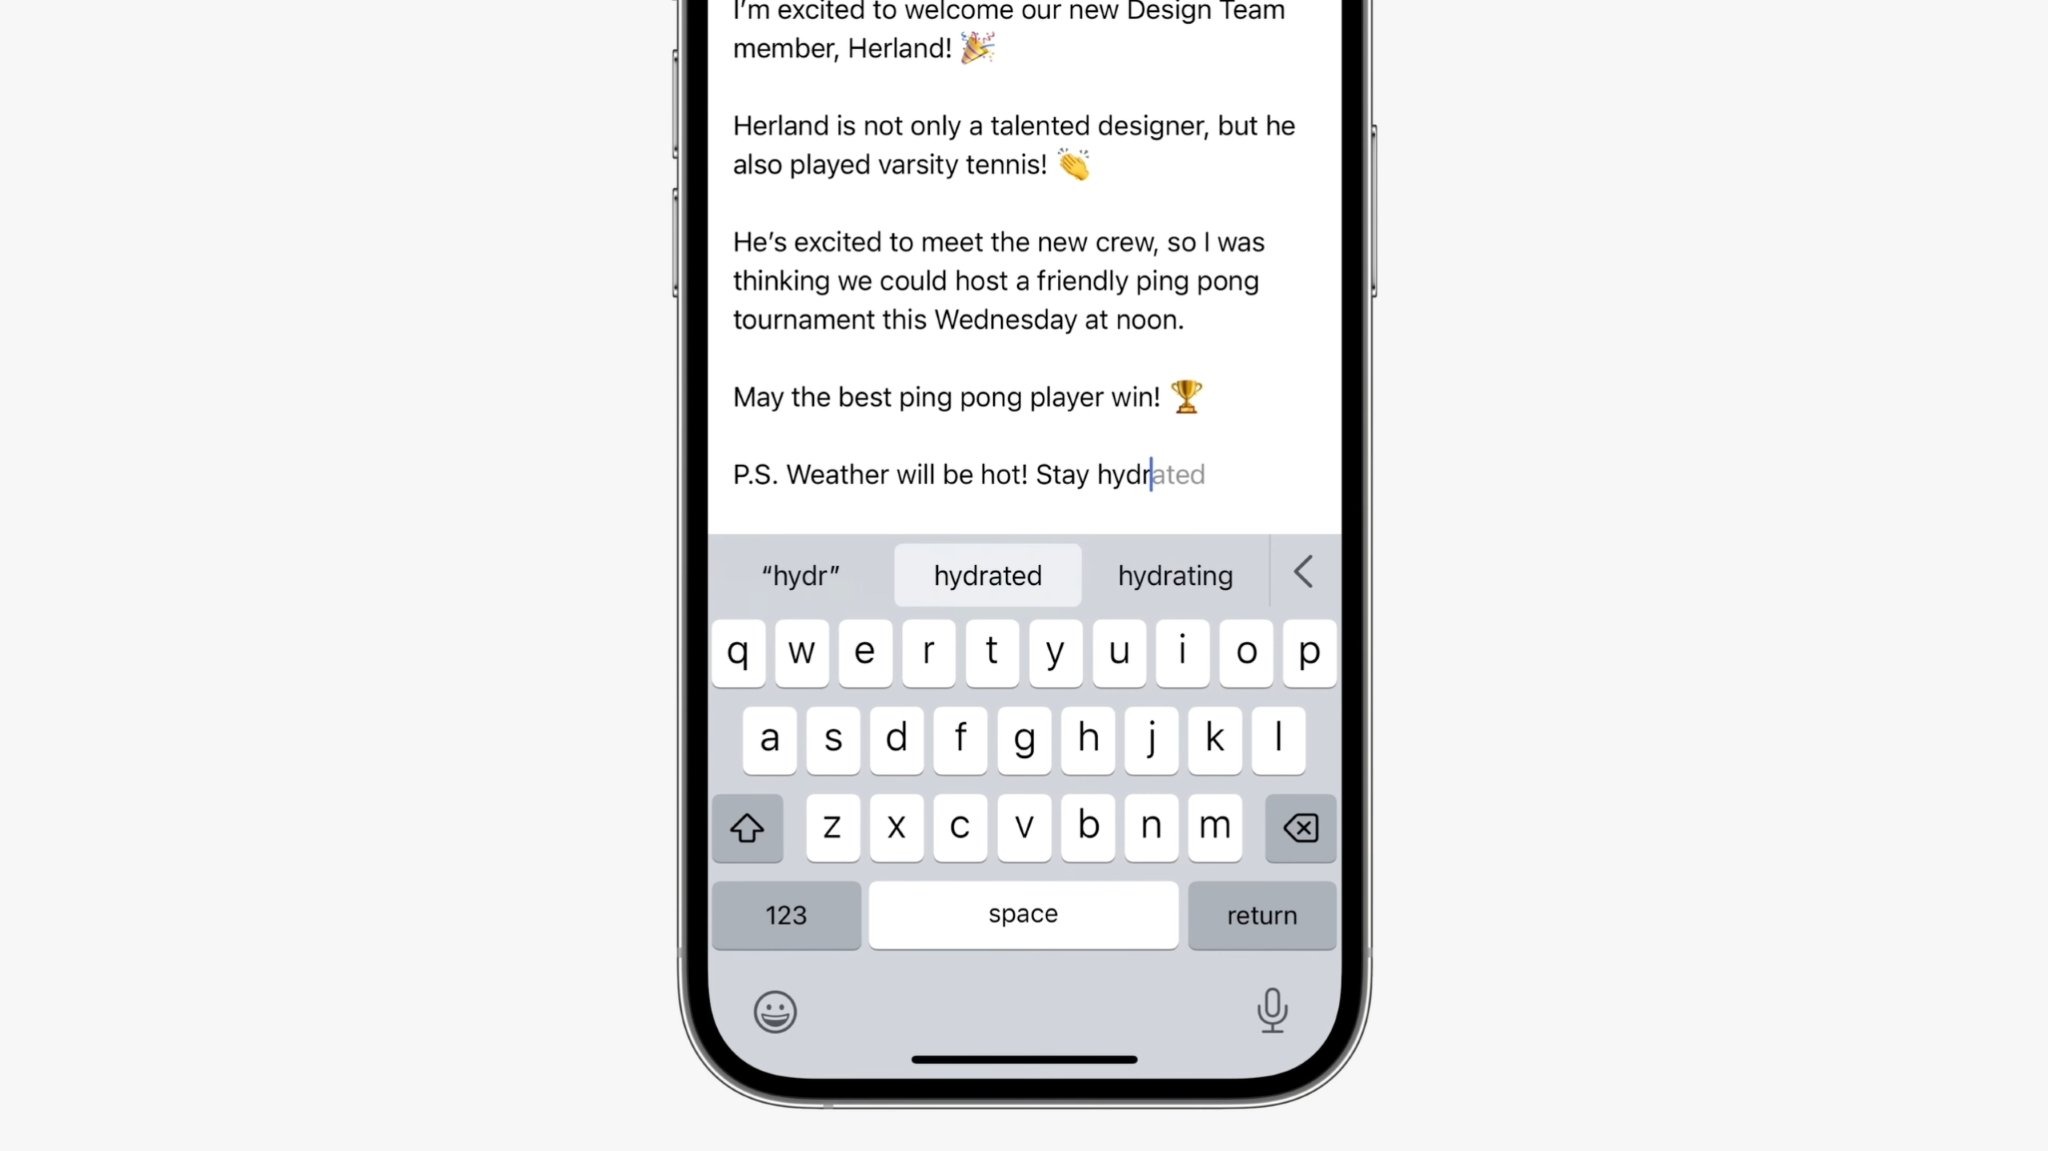 I’m excited to welcome our new Design Team
member, Herland! 🎉
Herland is not only a talented designer, but he
also played varsity tennis! 👏
He’s excited to meet the new crew, so I was
thinking we could host a friendly ping pong
tournament this Wednesday at noon.
May the best ping pong player win! 🏆
P.S. Weather will be hot! Stay hydrated
“hydr” hydrated hydrating
q w e r t y u i o p
a s d f g h j k l
z x c v b n m
123 space return